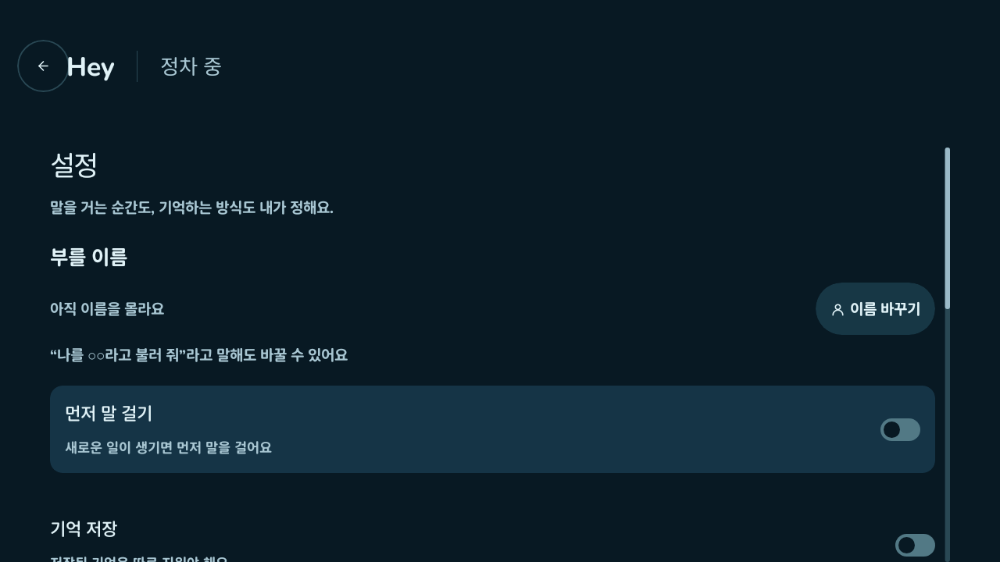 Hey
정차 중
설정
말을 거는 순간도, 기억하는 방식도 내가 정해요.
부를 이름
아직 이름을 몰라요
이름 바꾸기
“나를 ○○라고 불러 줘”라고 말해도 바꿀 수 있어요
먼저 말 걸기
새로운 일이 생기면 먼저 말을 걸어요
기억 저장